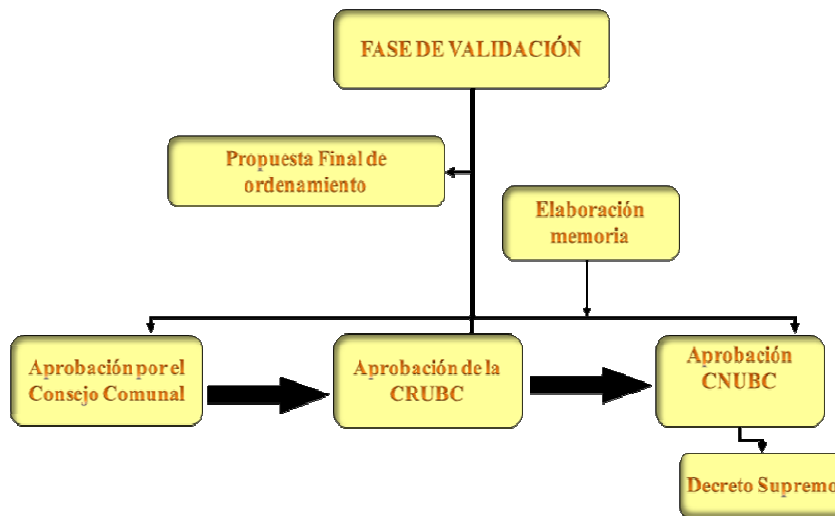 FASE DE VALIDACIÓN
Propuesta Final de
ordenamiento
Elaboración
memoria
Aprobación por el
Consejo Comunal
Aprobación de la
CRUBC
Aprobación
CNUBC
Decreto Supremo